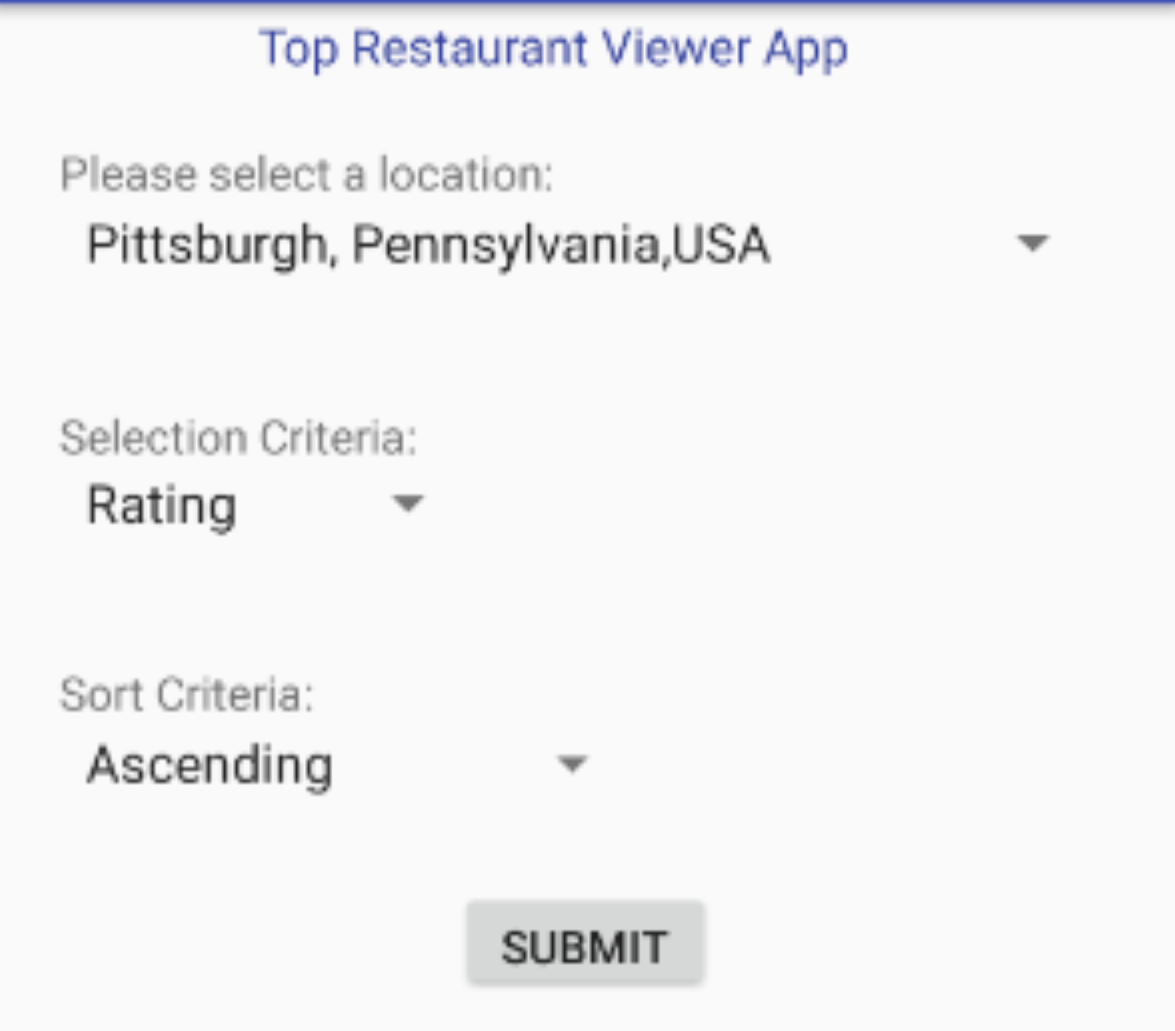 Top Restaurant Viewer App
Please select a location:
Pittsburgh, Pennsylvania,USA
Selection Criteria:
Rating
Sort Criteria:
Ascending
SUBMIT